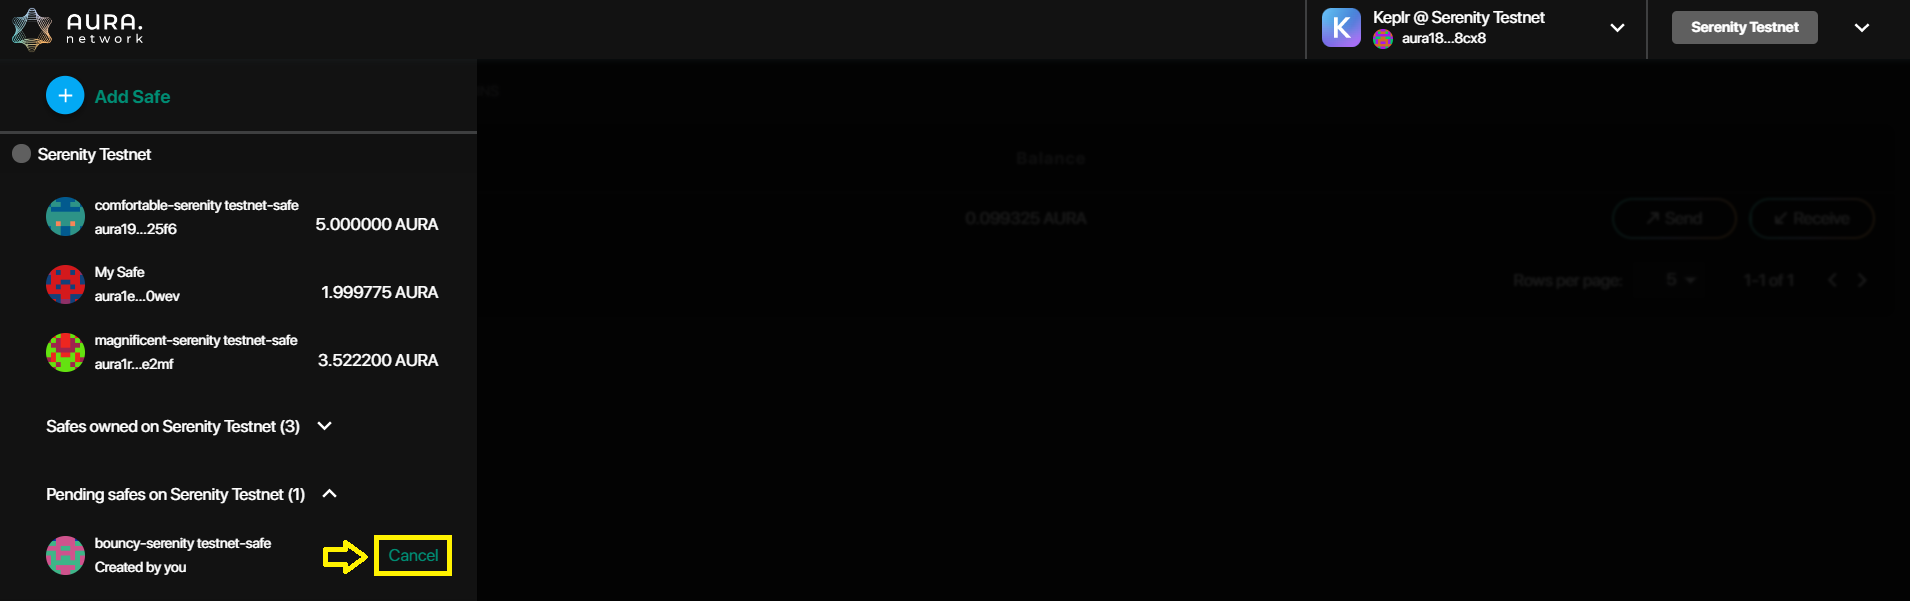 AURA.
network
K
Keplr @ Serenity Testnet
aura18...8cx8
Serenity Testnet
Add Safe
Serenity Testnet
comfortable-serenity testnet-safe
aura19...25f6
5.000000 AURA
My Safe
aura1e...0wev
1.999775 AURA
magnificent-serenity testnet-safe
aura1r...e2mf
3.522200 AURA
Safes owned on Serenity Testnet (3)
Pending safes on Serenity Testnet (1)
bouncy-serenity testnet-safe
Created by you
Cancel
Balance
0.099325 AURA
Send
Receive
Rows per page:
5
1-1 of 1